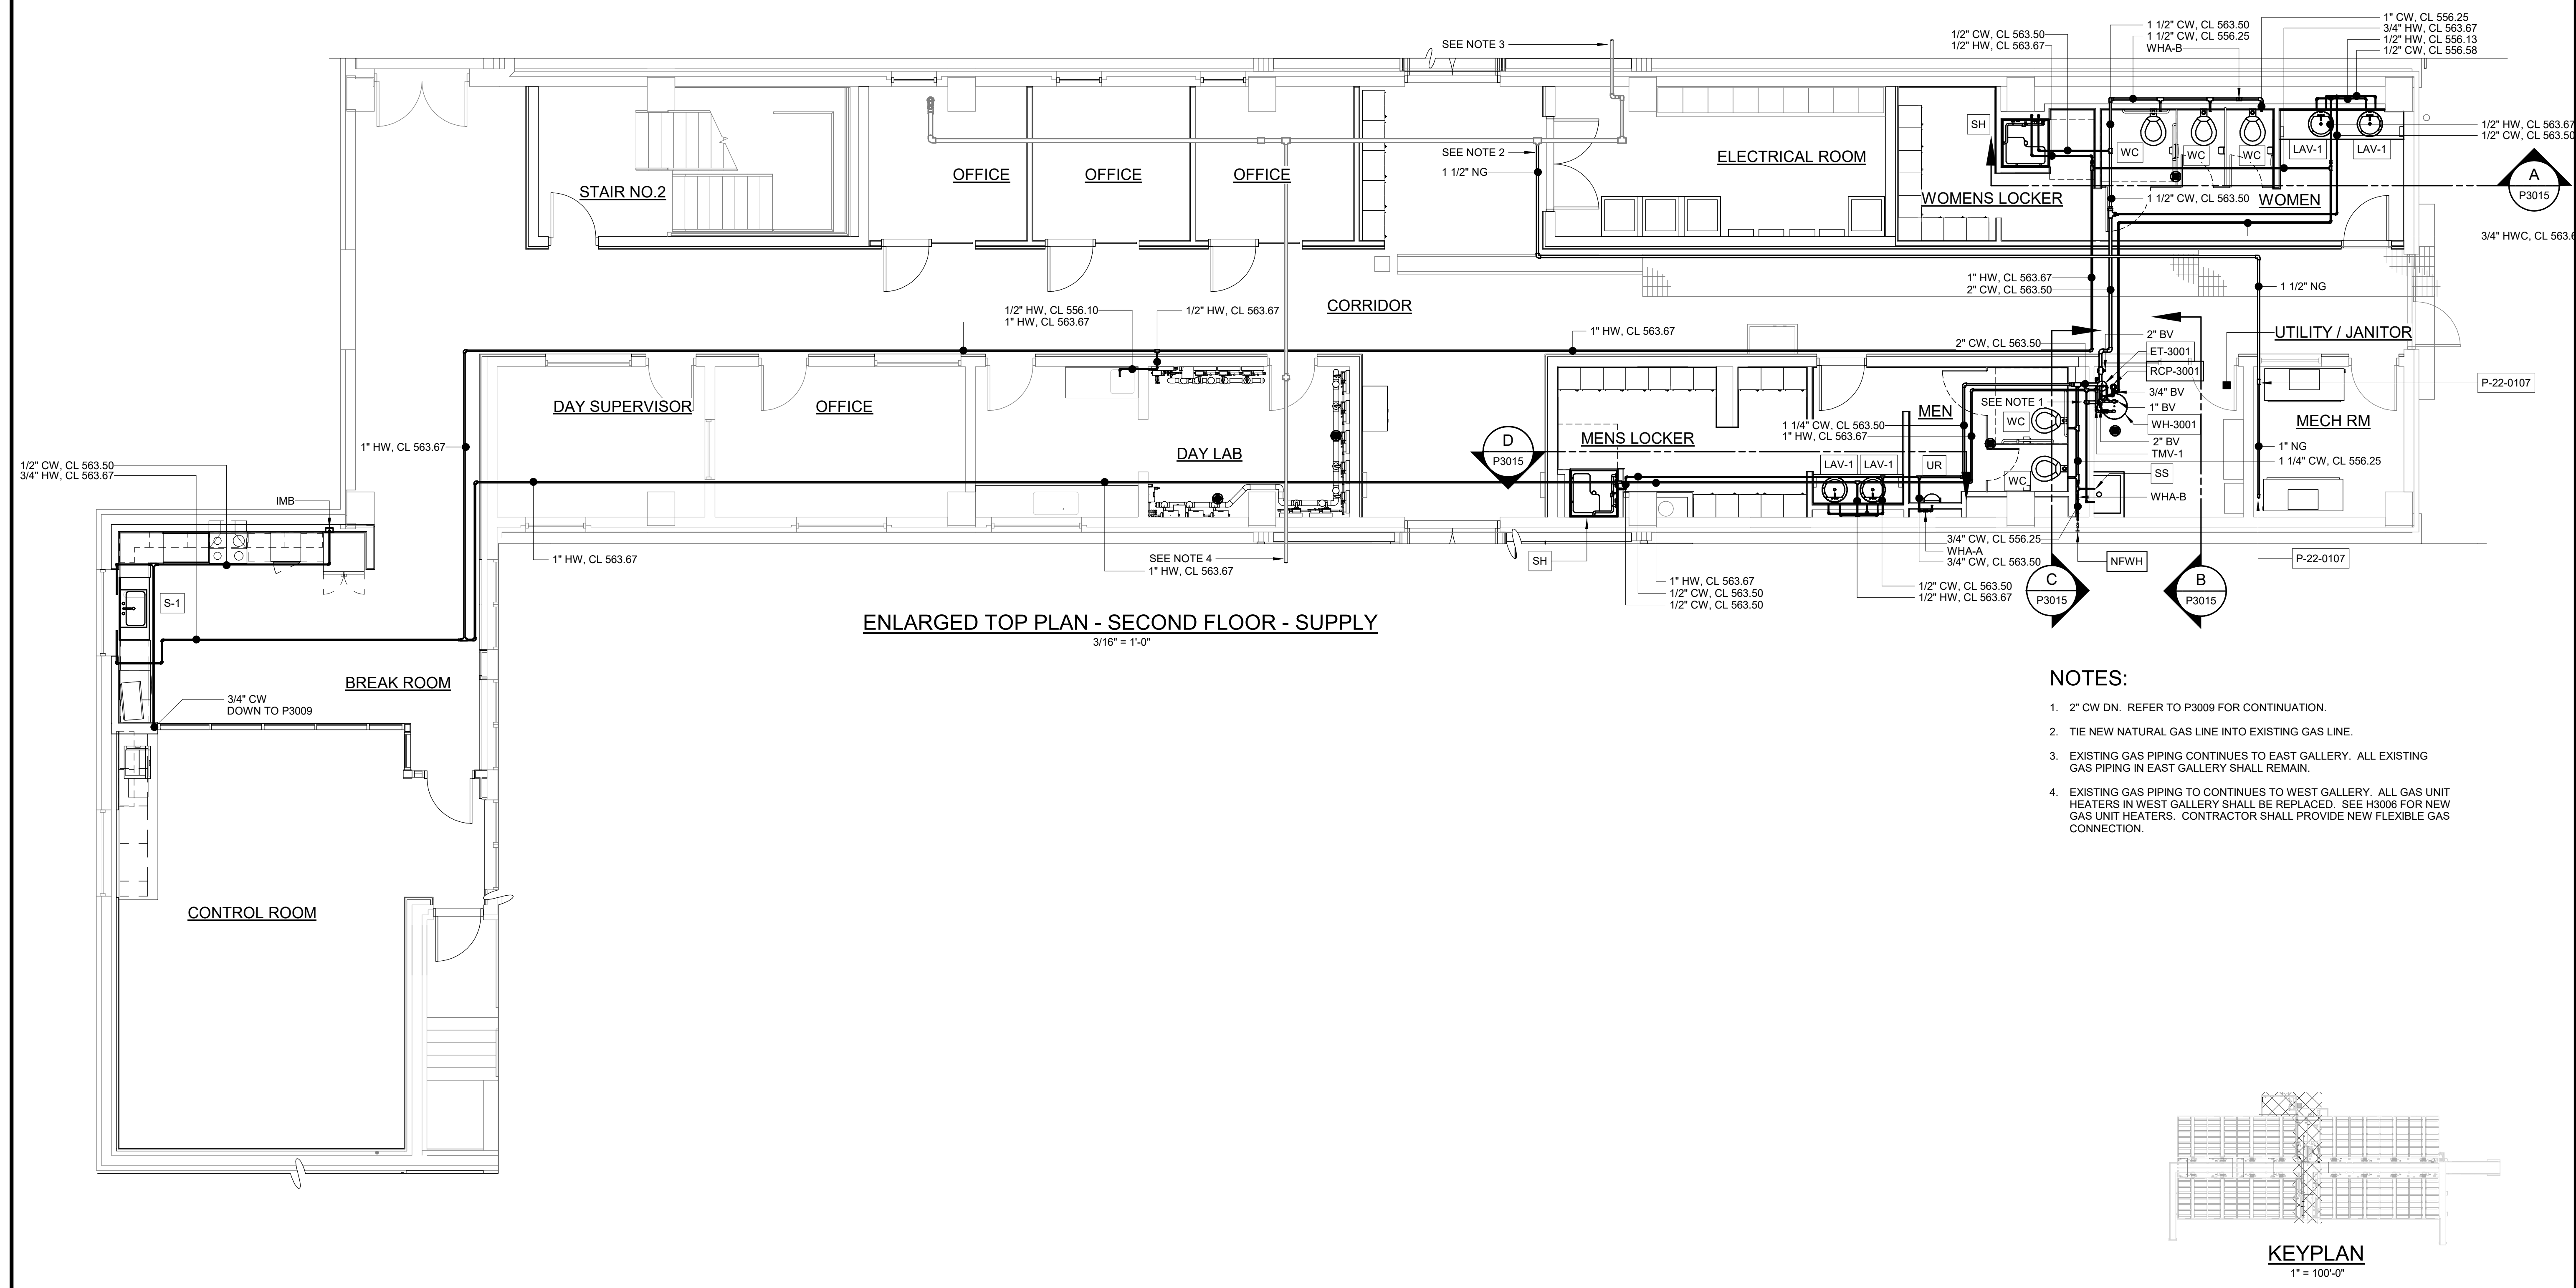 SEE NOTE 3
1/2" CW, CL 563.50
1/2" HW, CL 563.67
1 1/2" CW, CL 563.50
1 1/2" CW, CL 556.25
WHA-B
1" CW, CL 556.25
3/4" HW, CL 563.67
1/2" HW, CL 556.13
1/2" CW, CL 556.58
SH
WC
WC
WC
LAV-1
LAV-1
1/2" HW, CL 563.67
1/2" CW, CL 563.50
SEE NOTE 2
1 1/2" NG
ELECTRICAL ROOM
OFFICE
OFFICE
OFFICE
STAIR NO.2
WOMENS LOCKER
1 1/2" CW, CL 563.50
WOMEN
A
P3015
3/4" HWC, CL 563.6
1" HW, CL 563.67
2" CW, CL 563.50
1 1/2" NG
CORRIDOR
1/2" HW, CL 556.10
1" HW, CL 563.67
1/2" HW, CL 563.67
1" HW, CL 563.67
2" CW, CL 563.50
UTILITY / JANITOR
2" BV
ET-3001
RCP-3001
3/4" BV
1" BV
WH-3001
2" BV
TMV-1
P-22-0107
MECH RM
DAY SUPERVISOR
OFFICE
DAY LAB
SEE NOTE 1
MEN
WC
WC
1 1/4" CW, CL 563.50
1" HW, CL 563.67
MENS LOCKER
D
P3015
LAV-1
LAV-1
UR
1" NG
1 1/4" CW, CL 556.25
SS
WHA-B
1" HW, CL 563.67
1/2" CW, CL 563.50
3/4" HW, CL 563.67
IMB
S-1
1" HW, CL 563.67
SEE NOTE 4
1" HW, CL 563.67
SH
3/4" CW, CL 556.25
WHA-A
3/4" CW, CL 563.50
NFWH
P-22-0107
1" HW, CL 563.67
1/2" CW, CL 563.50
1/2" CW, CL 563.50
1/2" CW, CL 563.50
1/2" HW, CL 563.67
C
P3015
B
P3015
ENLARGED TOP PLAN - SECOND FLOOR - SUPPLY
3/16" = 1'-0"
BREAK ROOM
3/4" CW
DOWN TO P3009
CONTROL ROOM
NOTES:
1. 2" CW DN. REFER TO P3009 FOR CONTINUATION.
2. TIE NEW NATURAL GAS LINE INTO EXISTING GAS LINE.
3. EXISTING GAS PIPING CONTINUES TO EAST GALLERY. ALL EXISTING
GAS PIPING IN EAST GALLERY SHALL REMAIN.
4. EXISTING GAS PIPING TO CONTINUES TO WEST GALLERY. ALL GAS UNIT
HEATERS IN WEST GALLERY SHALL BE REPLACED. SEE H3006 FOR NEW
GAS UNIT HEATERS. CONTRACTOR SHALL PROVIDE NEW FLEXIBLE GAS
CONNECTION.
KEYPLAN
1" = 100'-0"